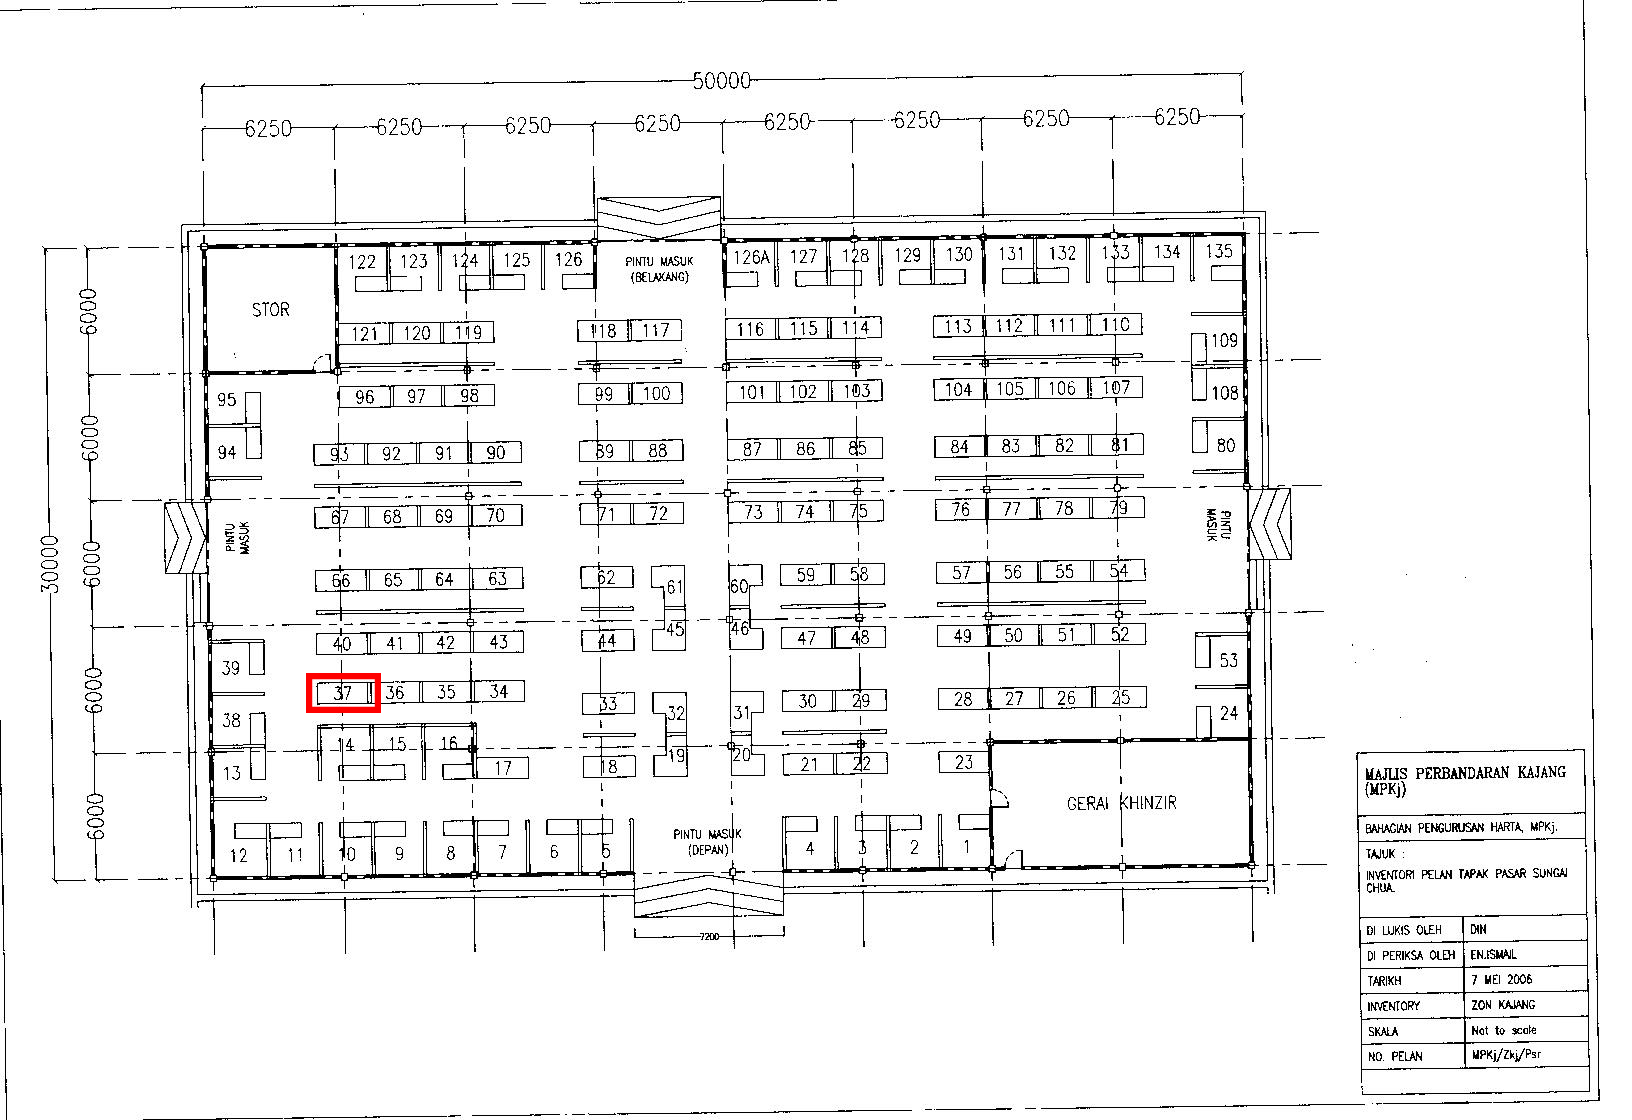 50000
6250 6250 6250 6250 6250 6250 6250 6250
122 123 124 125 126 PINTU MASUK (BELAKANG) 126A 127 128 129 130 131 132 133 134 135
6000
STOR
121 120 119 118 117 116 115 114 113 112 111 110
109
95 96 97 98 99 100 101 102 103 104 105 106 107 108
6000
94 93 92 91 90 89 88 87 86 85 84 83 82 81 80
67 68 69 70 71 72 73 74 75 76 77 78 79
PINTU MASUK
PINTU MASUK
30000
6000
66 65 64 63 62 61 60 59 58 57 56 55 54
40 41 42 43 44 45 46 47 48 49 50 51 52
39 53
6000
37 36 35 34 33 32 31 30 29 28 27 26 25
38 24
14 15 16
13 17 18 19 20 21 22 23
6000
GERAI KHINZIR
PINTU MASUK
(DEPAN)
12 11 10 9 8 7 6 5 4 3 2 1
7200
MAJLIS PERBANDARAN KAJANG
(MPKj)
BAHAGIAN PENGURUSAN HARTA, MPKj.
TAJUK :
INVENTORI PELAN TAPAK PASAR SUNGAI
CHUA.
DI LUKIS OLEH DIN
DI PERIKSA OLEH EN.ISMAIL
TARIKH 7 MEI 2006
INVENTORY ZON KAJANG
SKALA Not to scale
NO. PELAN MPKj/Zkj/Psr